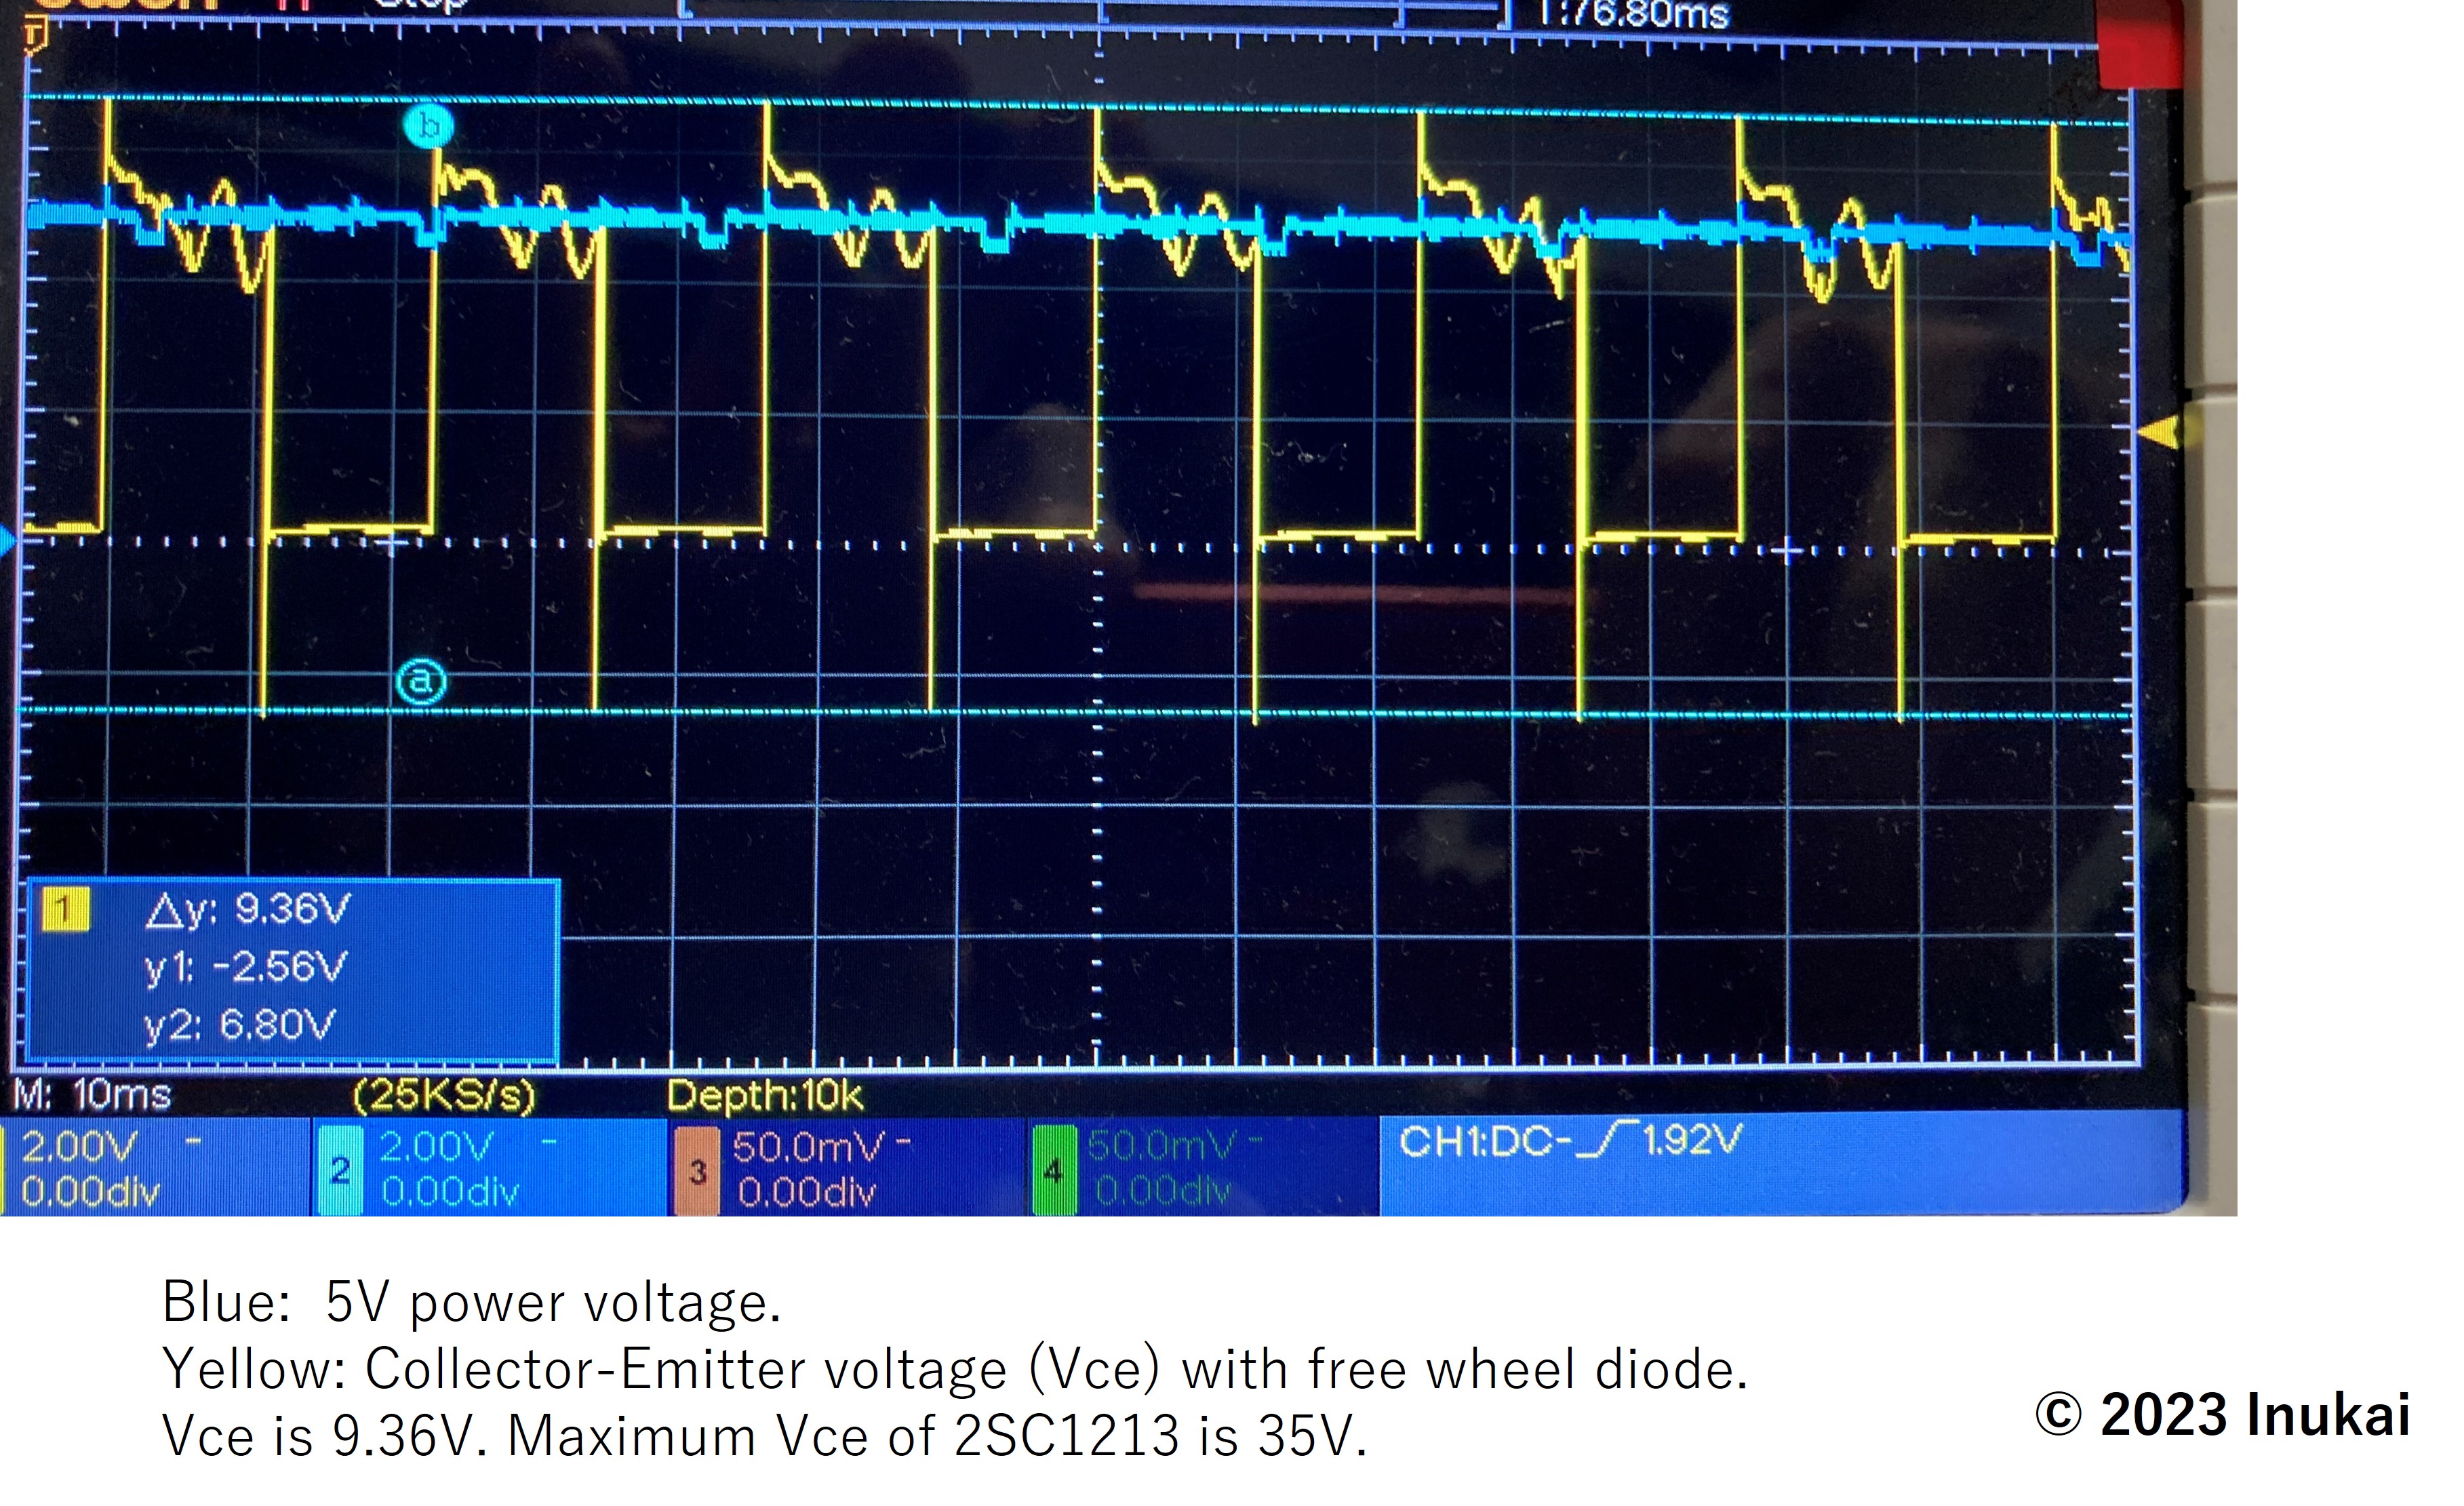 Stop
T:76.80ms
T
b
a
1 Δy: 9.36V
y1: -2.56V
y2: 6.80V
M: 10ms (25KS/s) Depth:10k
2.00V - 2 2.00V - 3 50.0mV - 4 50.0mV - CH1:DC- 1.92V
0.00div 0.00div 0.00div 0.00div
Blue: 5V power voltage.
Yellow: Collector-Emitter voltage (Vce) with free wheel diode.
Vce is 9.36V. Maximum Vce of 2SC1213 is 35V.
© 2023 Inukai